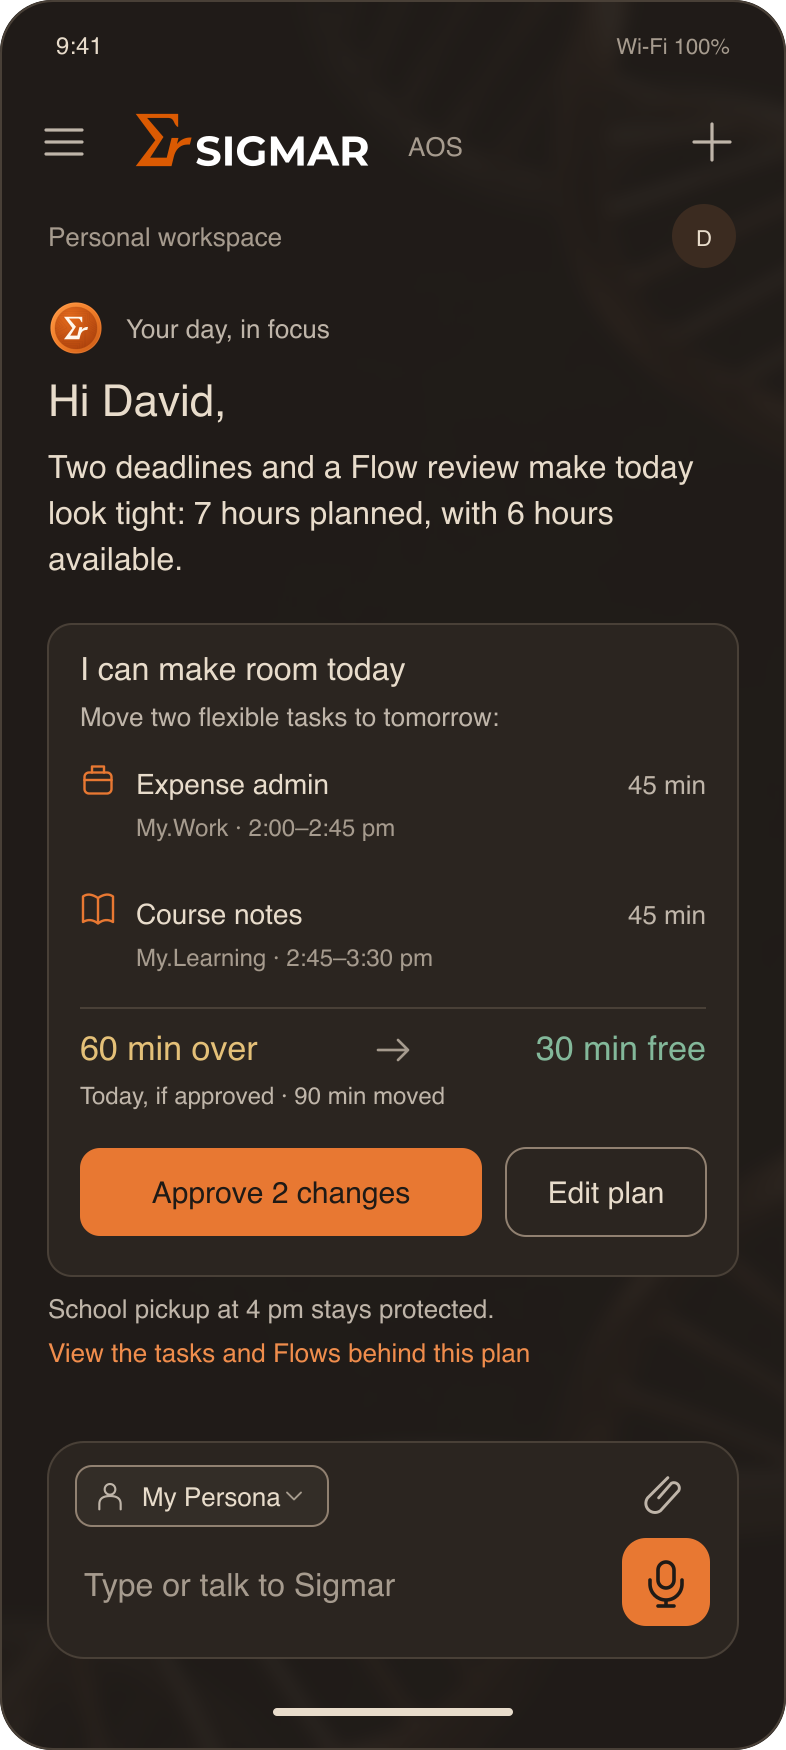 9:41
Wi-Fi 100%
Σr SIGMAR AOS
Personal workspace
D
Σr
Your day, in focus
Hi David,
Two deadlines and a Flow review make today
look tight: 7 hours planned, with 6 hours
available.
I can make room today
Move two flexible tasks to tomorrow:
Expense admin
45 min
My.Work · 2:00–2:45 pm
Course notes
45 min
My.Learning · 2:45–3:30 pm
60 min over → 30 min free
Today, if approved · 90 min moved
Approve 2 changes
Edit plan
School pickup at 4 pm stays protected.
View the tasks and Flows behind this plan
My Persona
Type or talk to Sigmar